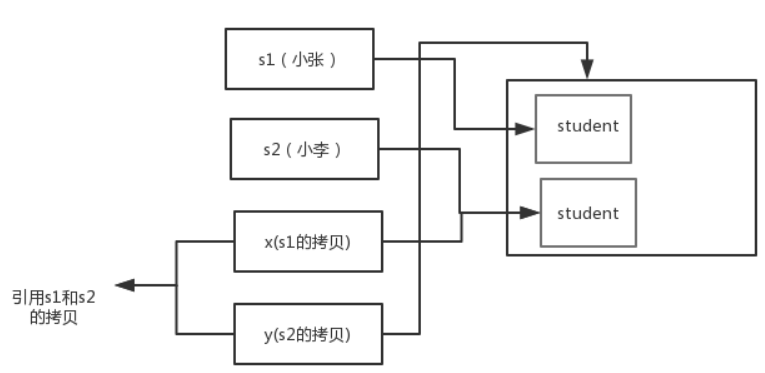 s1（小张）
student
s2（小李）
student
x(s1的拷贝)
引用s1和s2
的拷贝
y(s2的拷贝)